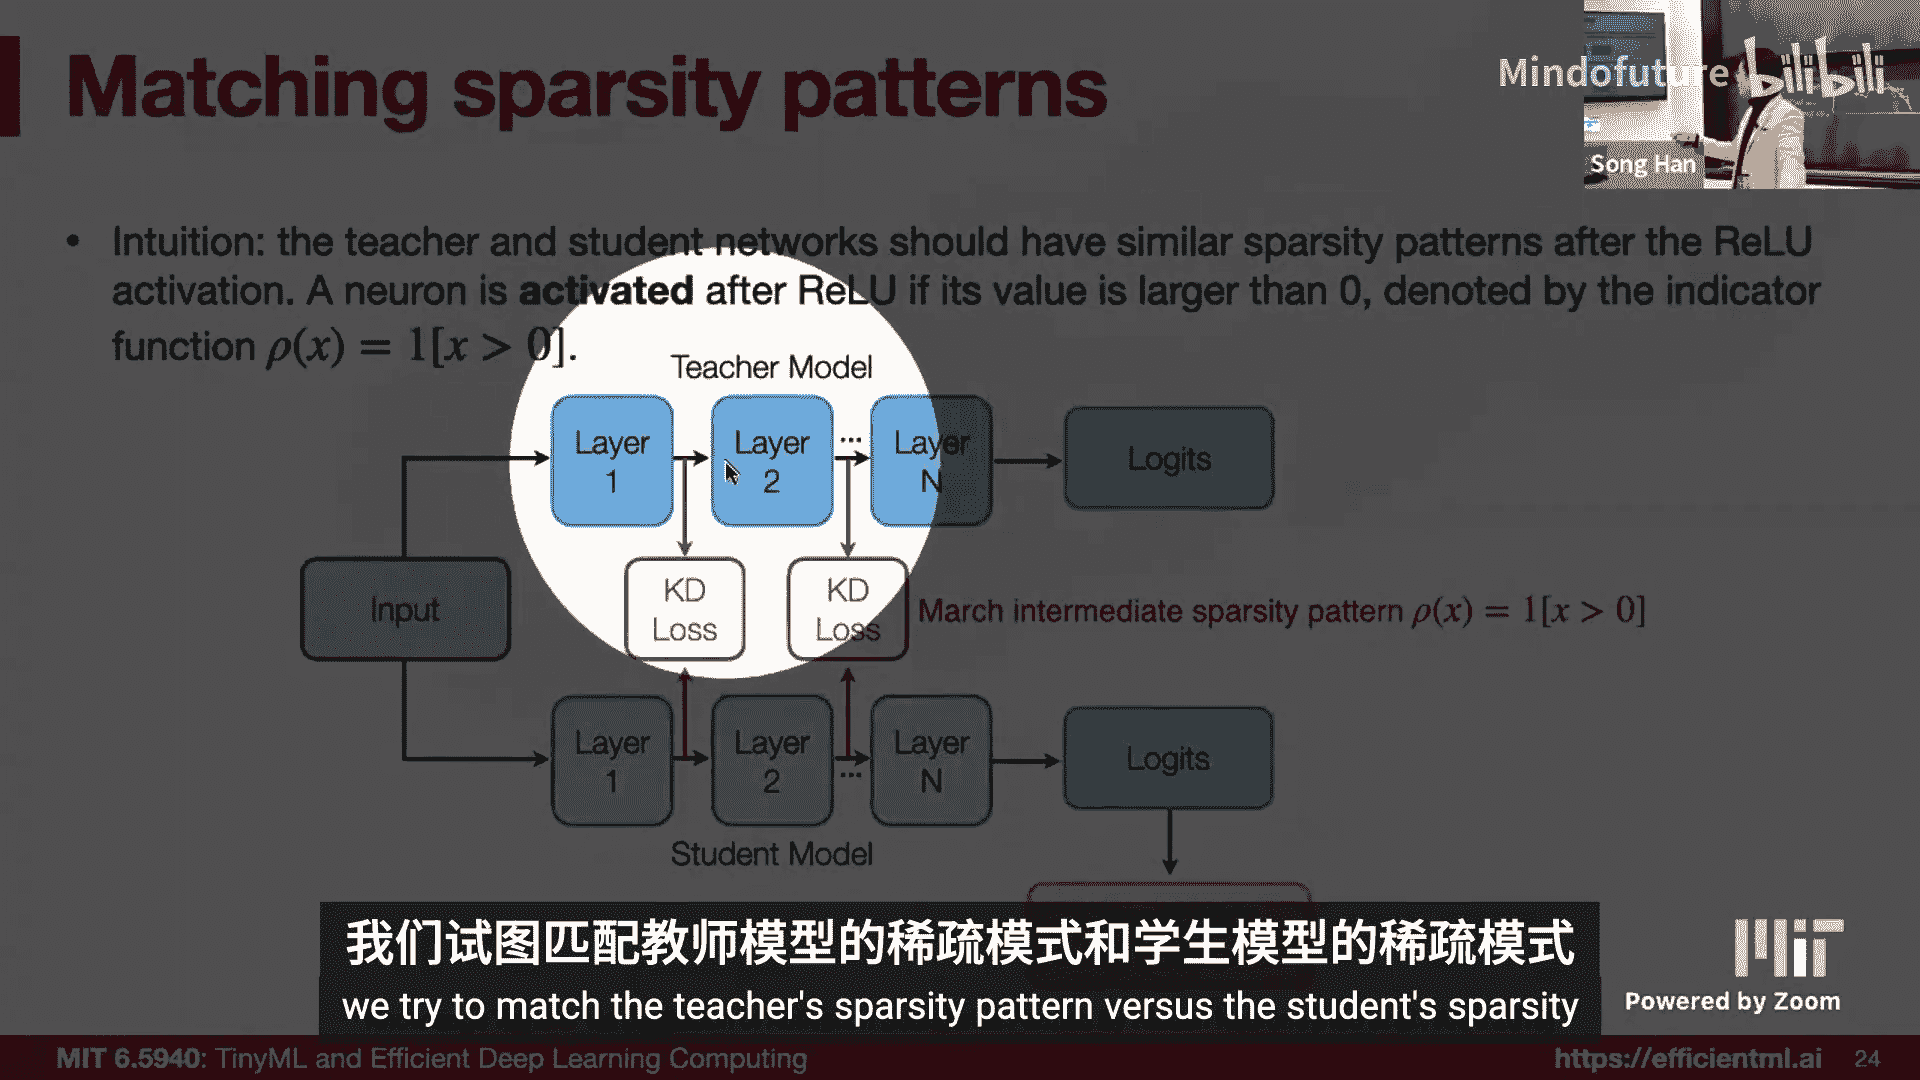 Matching sparsity patterns
Mindofuture bilibili
Song Han
• Intuition: the teacher and student networks should have similar sparsity patterns after the ReLU
activation. A neuron is activated after ReLU if its value is larger than 0, denoted by the indicator
function ρ(x) = 1[x > 0].
Teacher Model
Layer
1
Layer
2
...
Layer
N
Logits
Input
KD
Loss
KD
Loss
March intermediate sparsity pattern ρ(x) = 1[x > 0]
Layer
1
Layer
2
...
Layer
N
Logits
Student Model
我们试图匹配教师模型的稀疏模式和学生模型的稀疏模式
we try to match the teacher's sparsity pattern versus the student's sparsity
MIT
Powered by Zoom
MIT 6.5940: TinyML and Efficient Deep Learning Computing
https://efficientml.ai
24